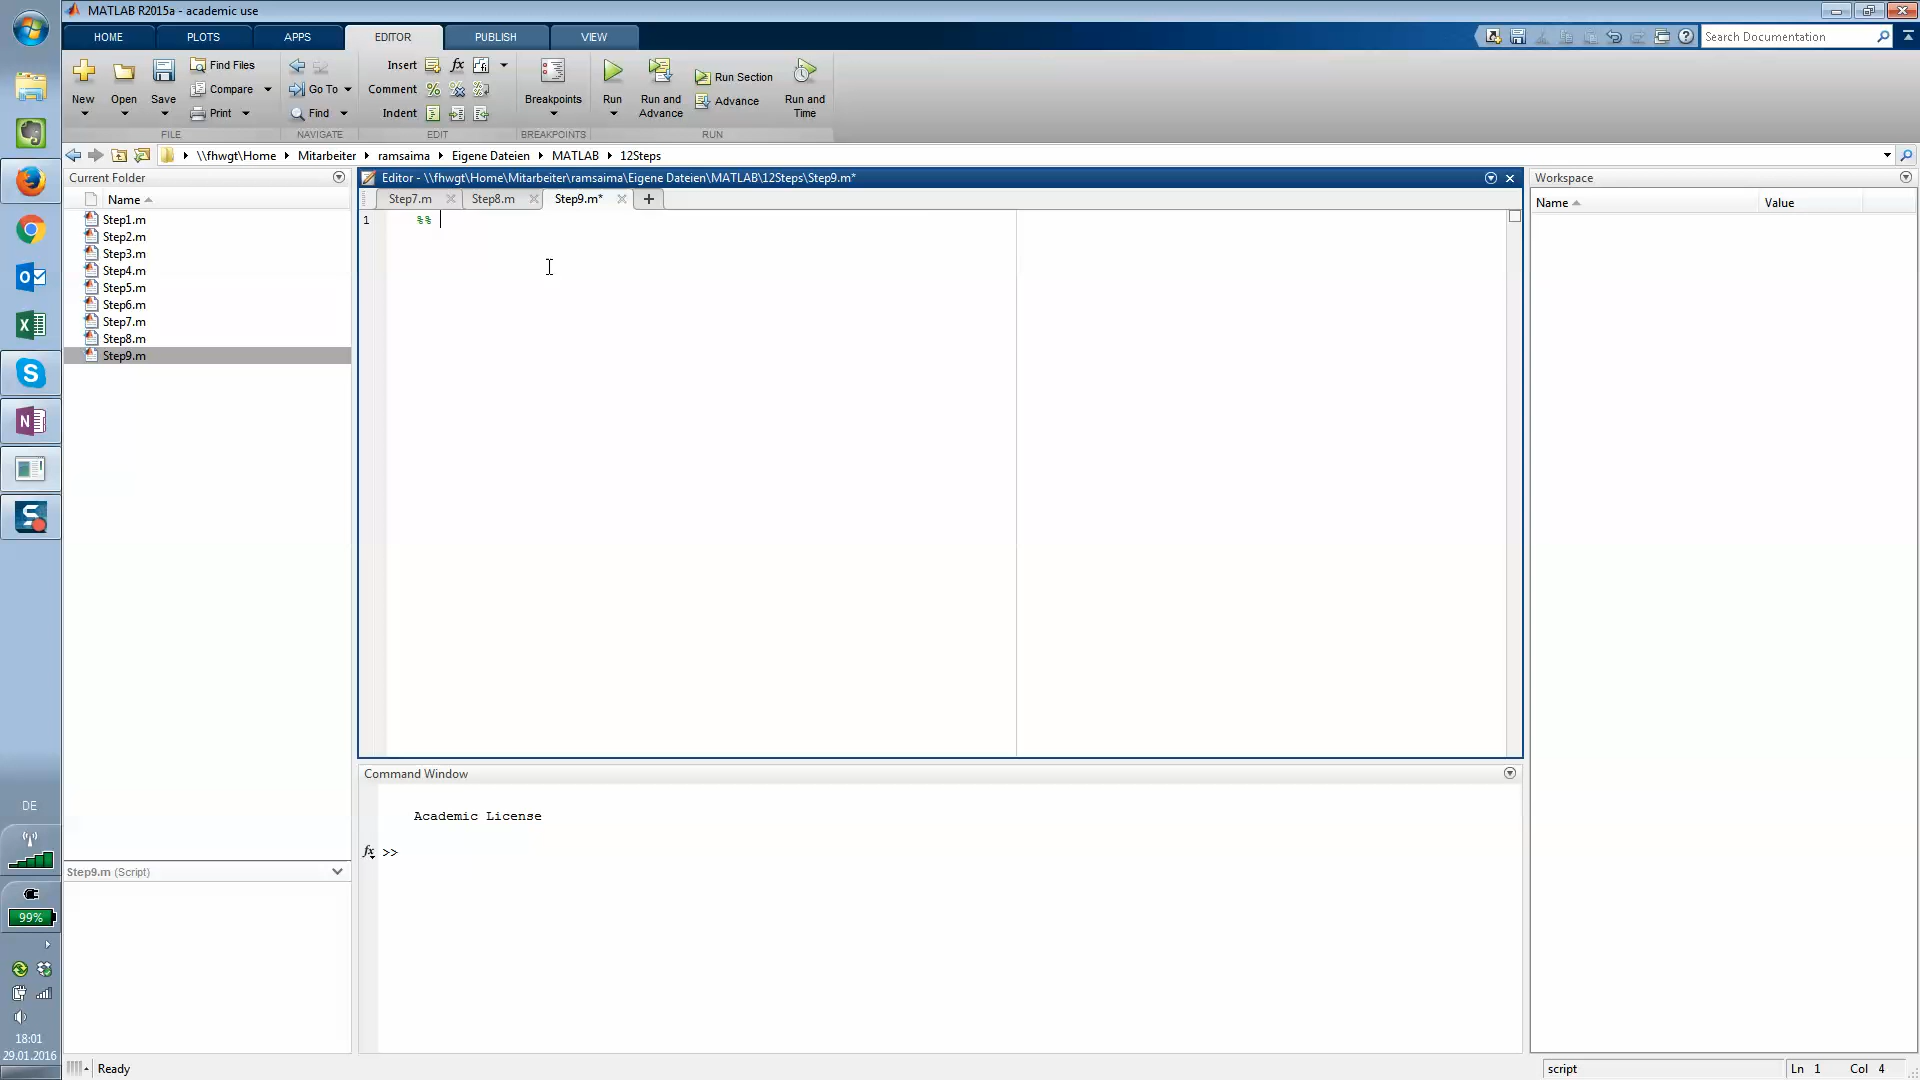 MATLAB R2015a - academic use
HOME PLOTS APPS EDITOR PUBLISH VIEW
Search Documentation
New
Open
Save
Find Files
Compare
Print
Go To
Find
Insert
Comment
Indent
fx
Breakpoints
Run
Run and Advance
Run Section
Advance
Run and Time
FILE NAVIGATE EDIT BREAKPOINTS RUN
\\fhwgt\Home Mitarbeiter ramsaima Eigene Dateien MATLAB 12Steps
Current Folder
Name
Step1.m
Step2.m
Step3.m
Step4.m
Step5.m
Step6.m
Step7.m
Step8.m
Step9.m
Step9.m (Script)
Editor - \\fhwgt\Home\Mitarbeiter\ramsaima\Eigene Dateien\MATLAB\12Steps\Step9.m*
Step7.m Step8.m Step9.m* +
1 %%
Command Window
Academic License
fx >>
Workspace
Name Value
DE
99%
18:01
29.01.2016
Ready
script
Ln 1 Col 4